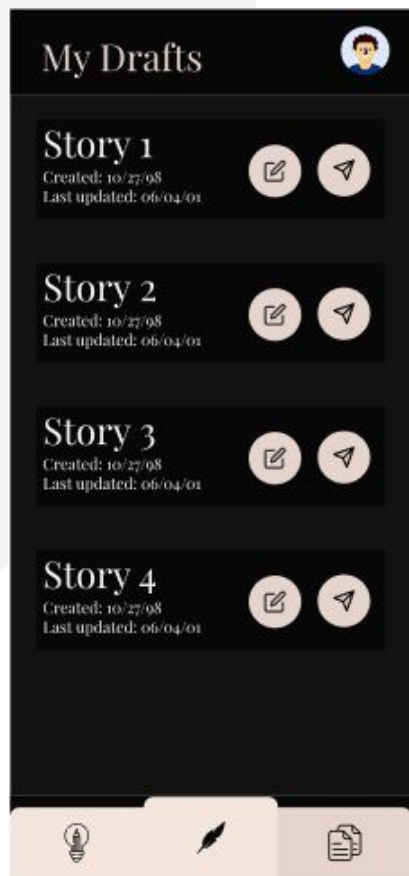 My Drafts
Story 1
Created: 10/27/98
Last updated: 06/04/01
Story 2
Created: 10/27/98
Last updated: 06/04/01
Story 3
Created: 10/27/98
Last updated: 06/04/01
Story 4
Created: 10/27/98
Last updated: 06/04/01